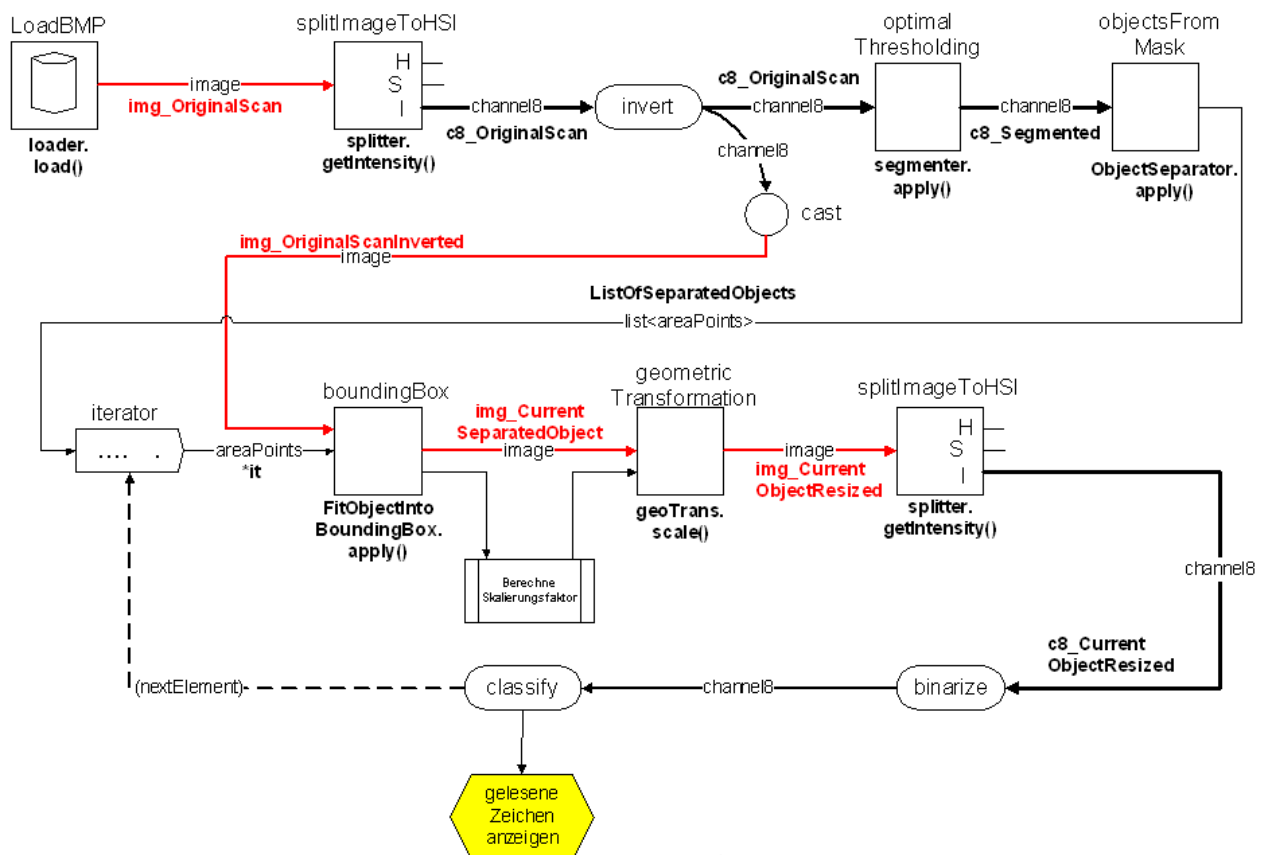 LoadBMP
splitImageToHSI
optimal
Thresholding
objectsFrom
Mask
H
S
I
image
img_OriginalScan
channel8
c8_OriginalScan
invert
c8_OriginalScan
channel8
channel8
c8_Segmented
loader.
load()
splitter.
getIntensity()
segmenter.
apply()
ObjectSeparator.
apply()
channel8
cast
img_OriginalScanInverted
image
ListOfSeparatedObjects
list<areaPoints>
iterator
.... .
areaPoints
*it
boundingBox
img_Current
SeparatedObject
image
geometric
Transformation
image
img_Current
ObjectResized
splitImageToHSI
H
S
I
FitObjectInto
BoundingBox.
apply()
geoTrans.
scale()
splitter.
getIntensity()
Berechne
Skalierungsfaktor
channel8
c8_Current
ObjectResized
(nextElement)
classify
channel8
binarize
gelesene
Zeichen
anzeigen